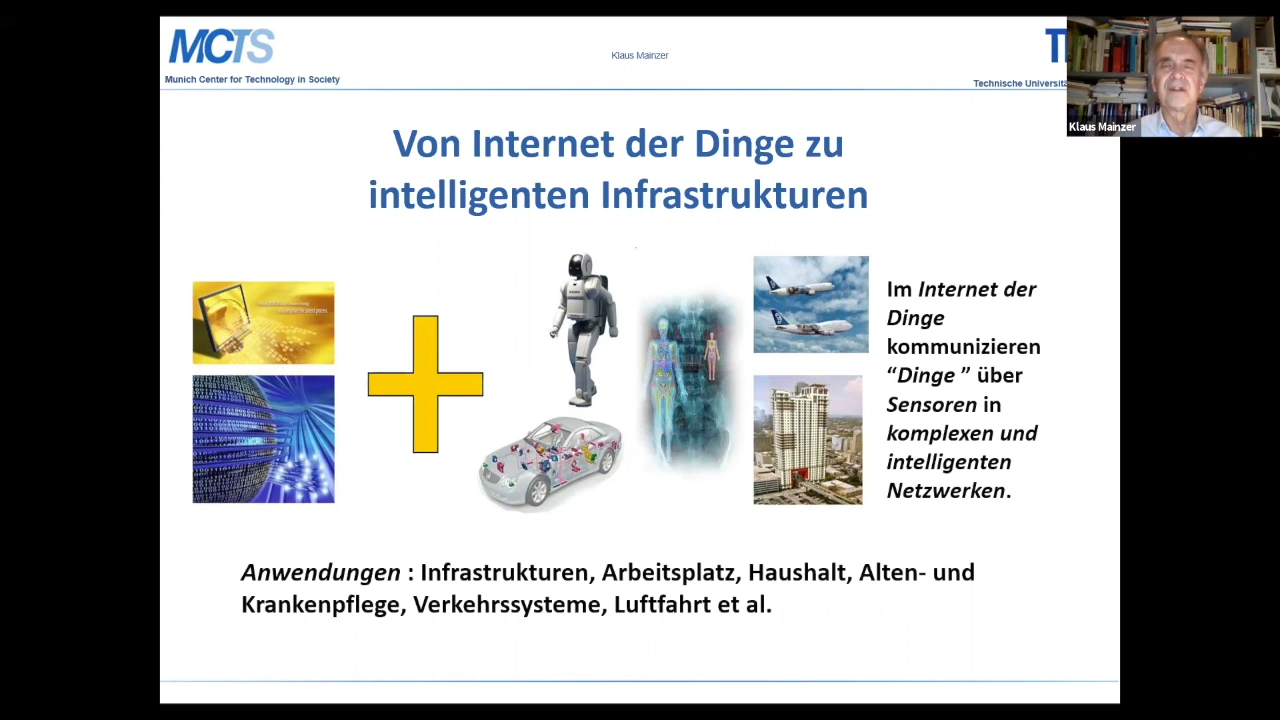 MCTS
Munich Center for Technology in Society
Klaus Mainzer
Technische Universitä
Klaus Mainzer
Von Internet der Dinge zu
intelligenten Infrastrukturen
Im Internet der
Dinge
kommunizieren
“Dinge ” über
Sensoren in
komplexen und
intelligenten
Netzwerken.
Anwendungen : Infrastrukturen, Arbeitsplatz, Haushalt, Alten- und
Krankenpflege, Verkehrssysteme, Luftfahrt et al.